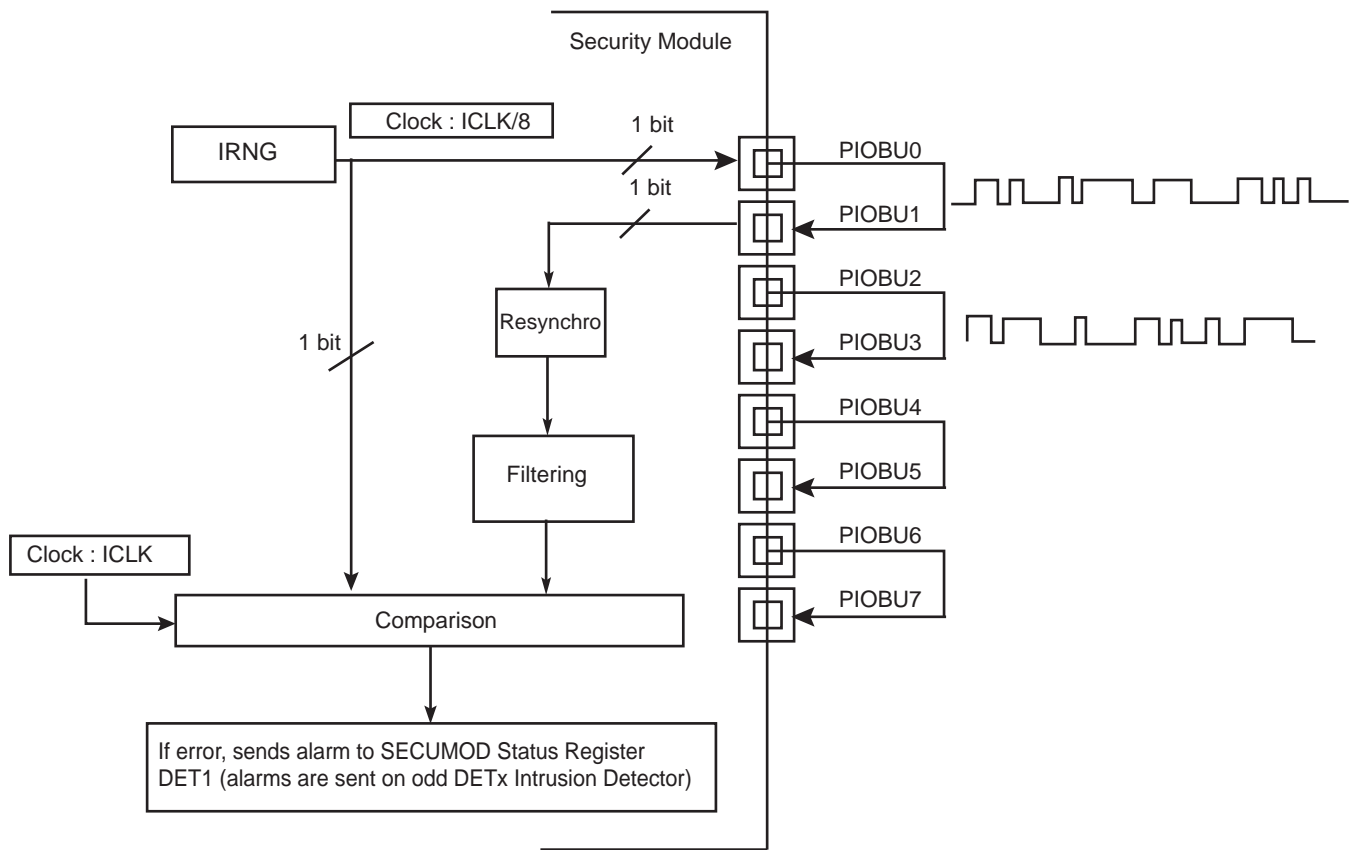 Security Module
Clock : ICLK/8
IRNG
1 bit
PIOBU0
1 bit
PIOBU1
PIOBU2
Resynchro
1 bit
PIOBU3
PIOBU4
Filtering
PIOBU5
PIOBU6
Clock : ICLK
PIOBU7
Comparison
If error, sends alarm to SECUMOD Status Register
DET1 (alarms are sent on odd DETx Intrusion Detector)